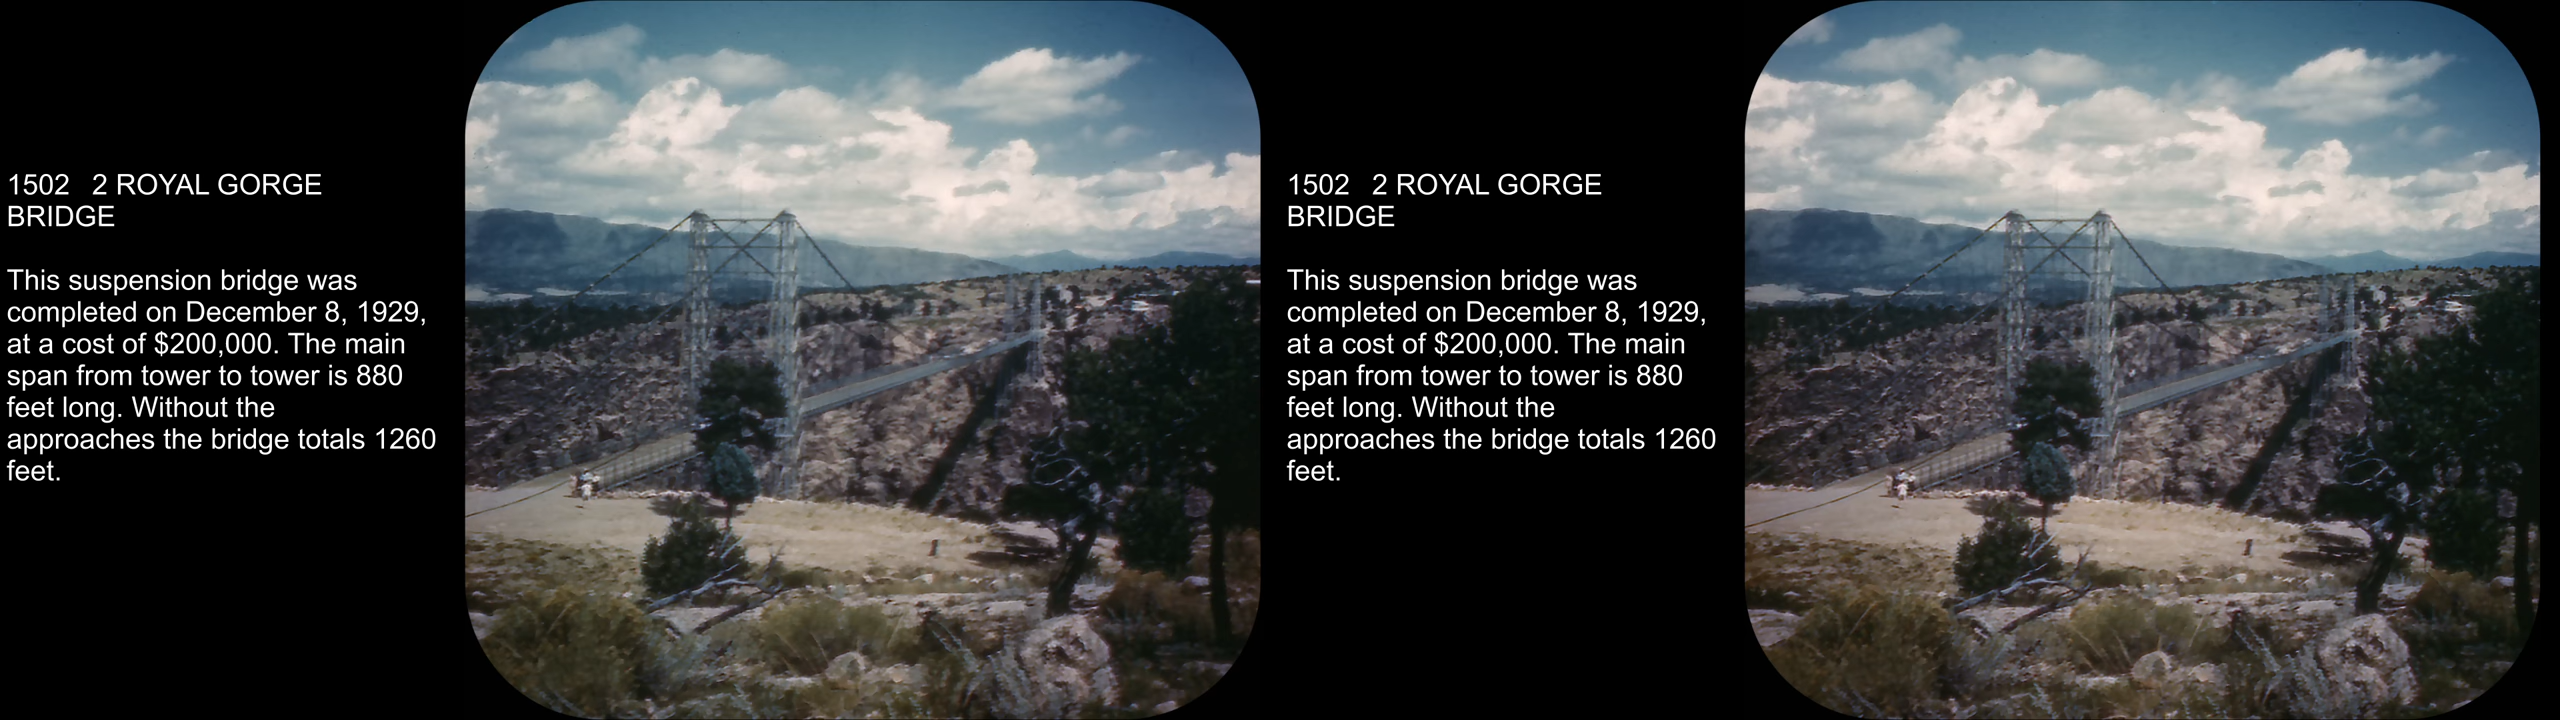 1502   2 ROYAL GORGE
BRIDGE
This suspension bridge was
completed on December 8, 1929,
at a cost of $200,000. The main
span from tower to tower is 880
feet long. Without the
approaches the bridge totals 1260
feet.
1502   2 ROYAL GORGE
BRIDGE
This suspension bridge was
completed on December 8, 1929,
at a cost of $200,000. The main
span from tower to tower is 880
feet long. Without the
approaches the bridge totals 1260
feet.